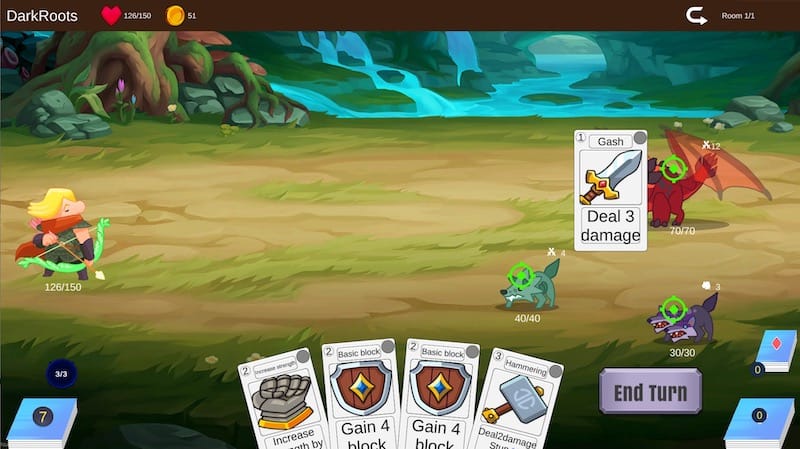 DarkRoots
126/150
51
Room 1/1
1
Gash
12
Deal 3
damage
70/70
4
126/150
40/40
3
30/30
3/3
2
Increase strength
Increase
2
Basic block
Gain 4
block
2
Basic block
Gain 4
block
3
Hammering
Deal2damage
End Turn
0
7
0